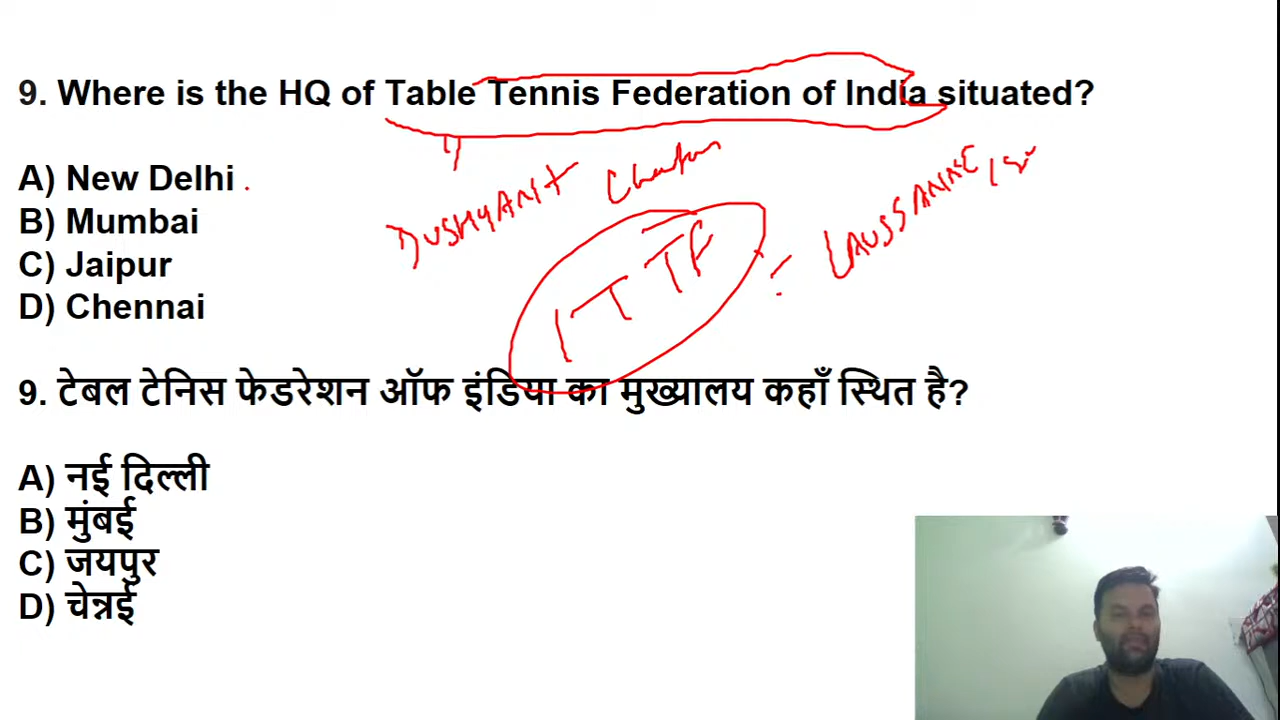 9. Where is the HQ of Table Tennis Federation of India situated?
A) New Delhi
B) Mumbai
C) Jaipur
D) Chennai
DUSHYANT
ITTF :- LAUSSANNE
9. टेबल टेनिस फेडरेशन ऑफ इंडिया का मुख्यालय कहाँ स्थित है?
A) नई दिल्ली
B) मुंबई
C) जयपुर
D) चेन्नई